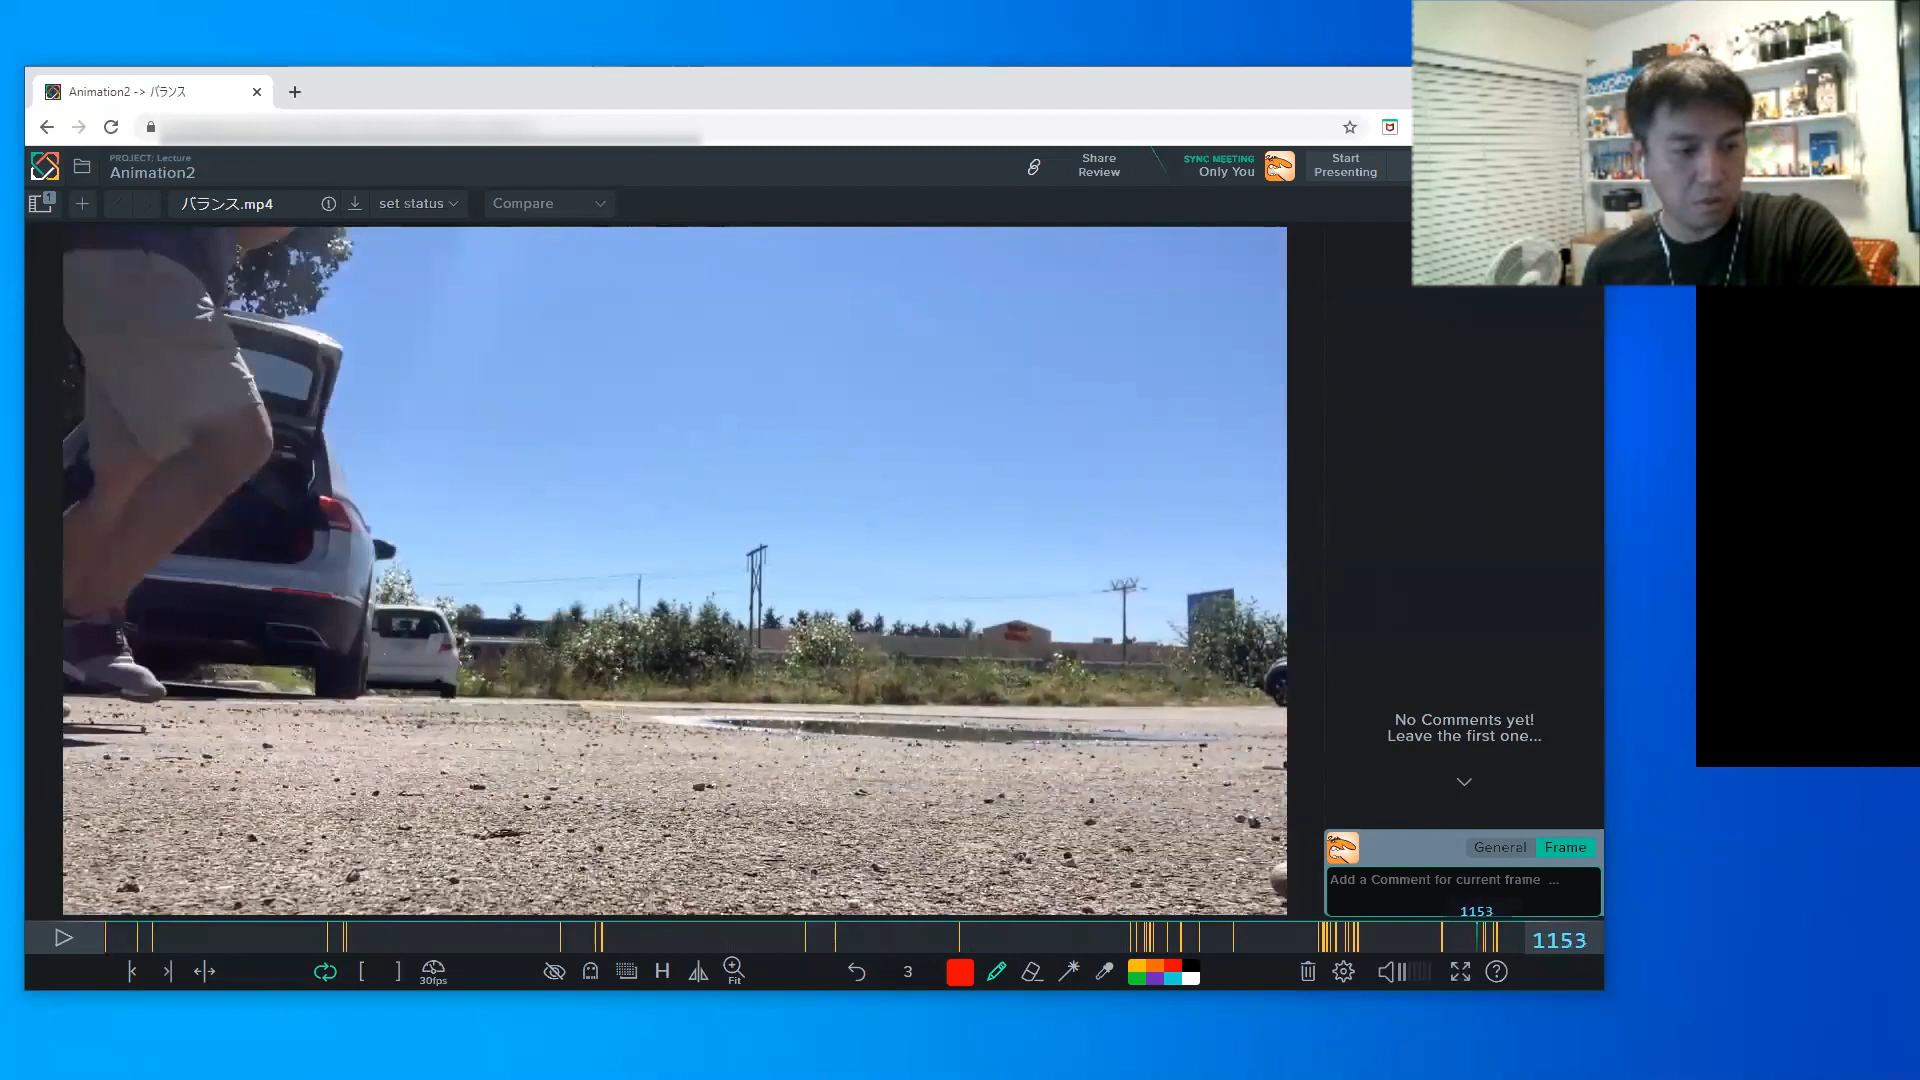 Animation2 -> バランス
PROJECT: Lecture
Animation2
Share
Review
SYNC MEETING
Only You
Start
Presenting
1
バランス.mp4
set status
Compare
No Comments yet!
Leave the first one...
General
Frame
Add a Comment for current frame ...
1153
1153
30fps
H
Fit
3